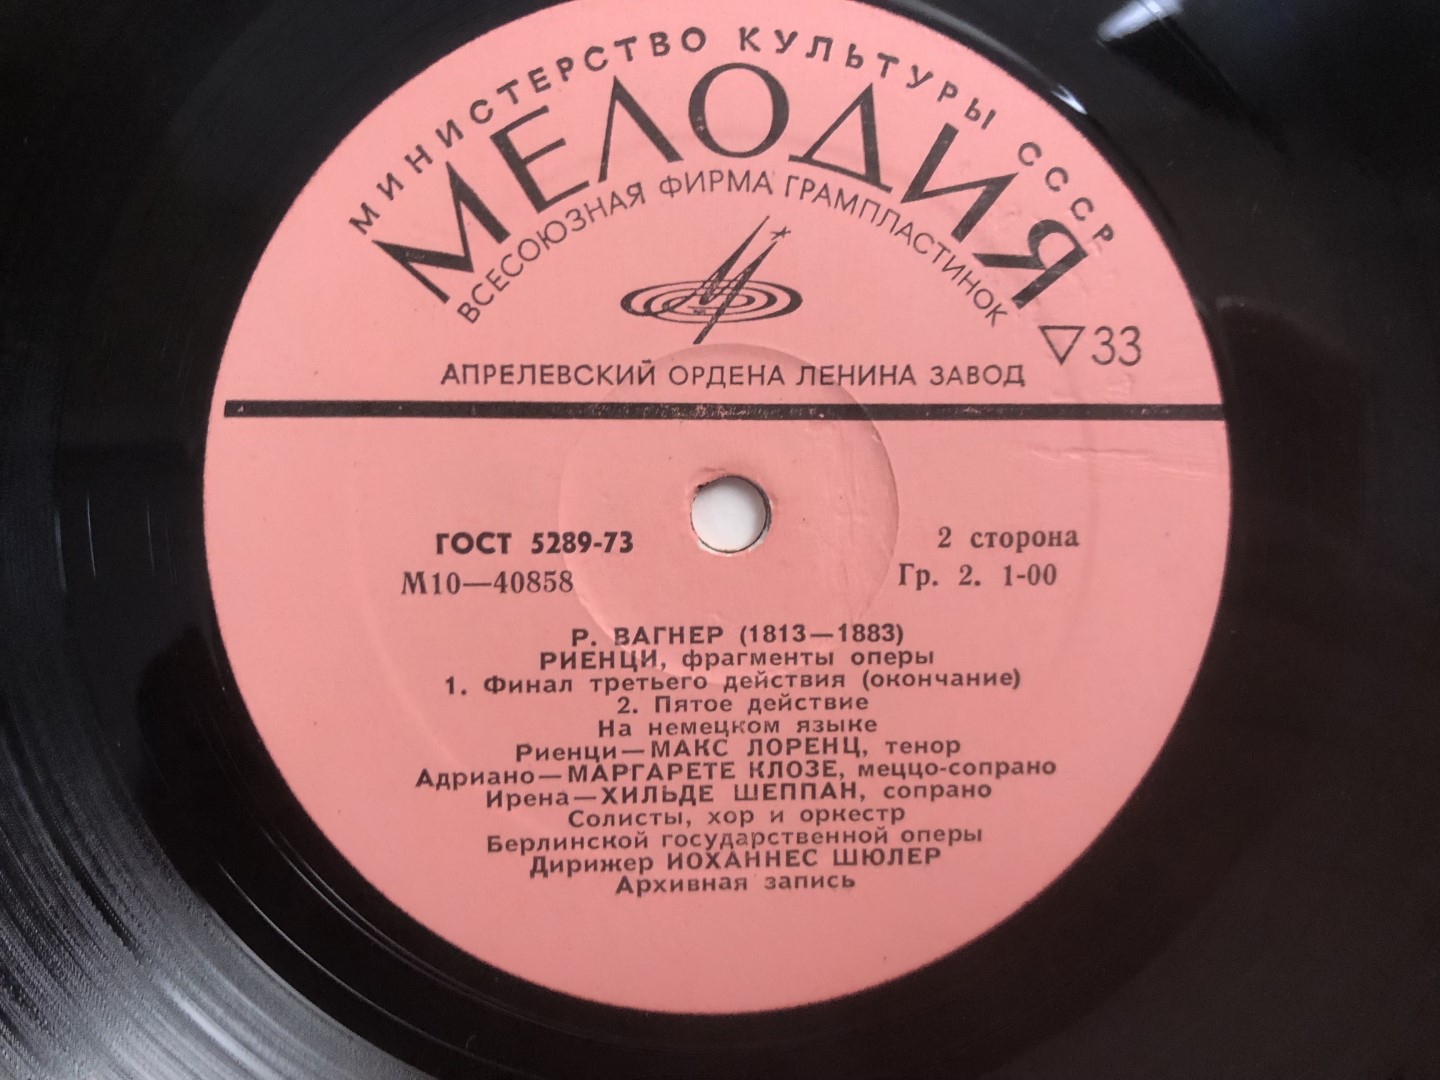 МИНИСТЕРСТВО КУЛЬТУРЫ СССР
МЕЛОДИЯ
ВСЕСОЮЗНАЯ ФИРМА ГРАМПЛАСТИНОК
33
АПРЕЛЕВСКИЙ ОРДЕНА ЛЕНИНА ЗАВОД
ГОСТ 5289-73
2 сторона
М10—40858
Гр. 2. 1-00
Р. ВАГНЕР (1813—1883)
РИЕНЦИ, фрагменты оперы
1. Финал третьего действия (окончание)
2. Пятое действие
На немецком языке
Риенци—МАКС ЛОРЕНЦ, тенор
Адриано—МАРГАРЕТЕ КЛОЗЕ, меццо-сопрано
Ирена—ХИЛЬДЕ ШЕППАН, сопрано
Солисты, хор и оркестр
Берлинской государственной оперы
Дирижер ИОХАННЕС ШЮЛЕР
Архивная запись